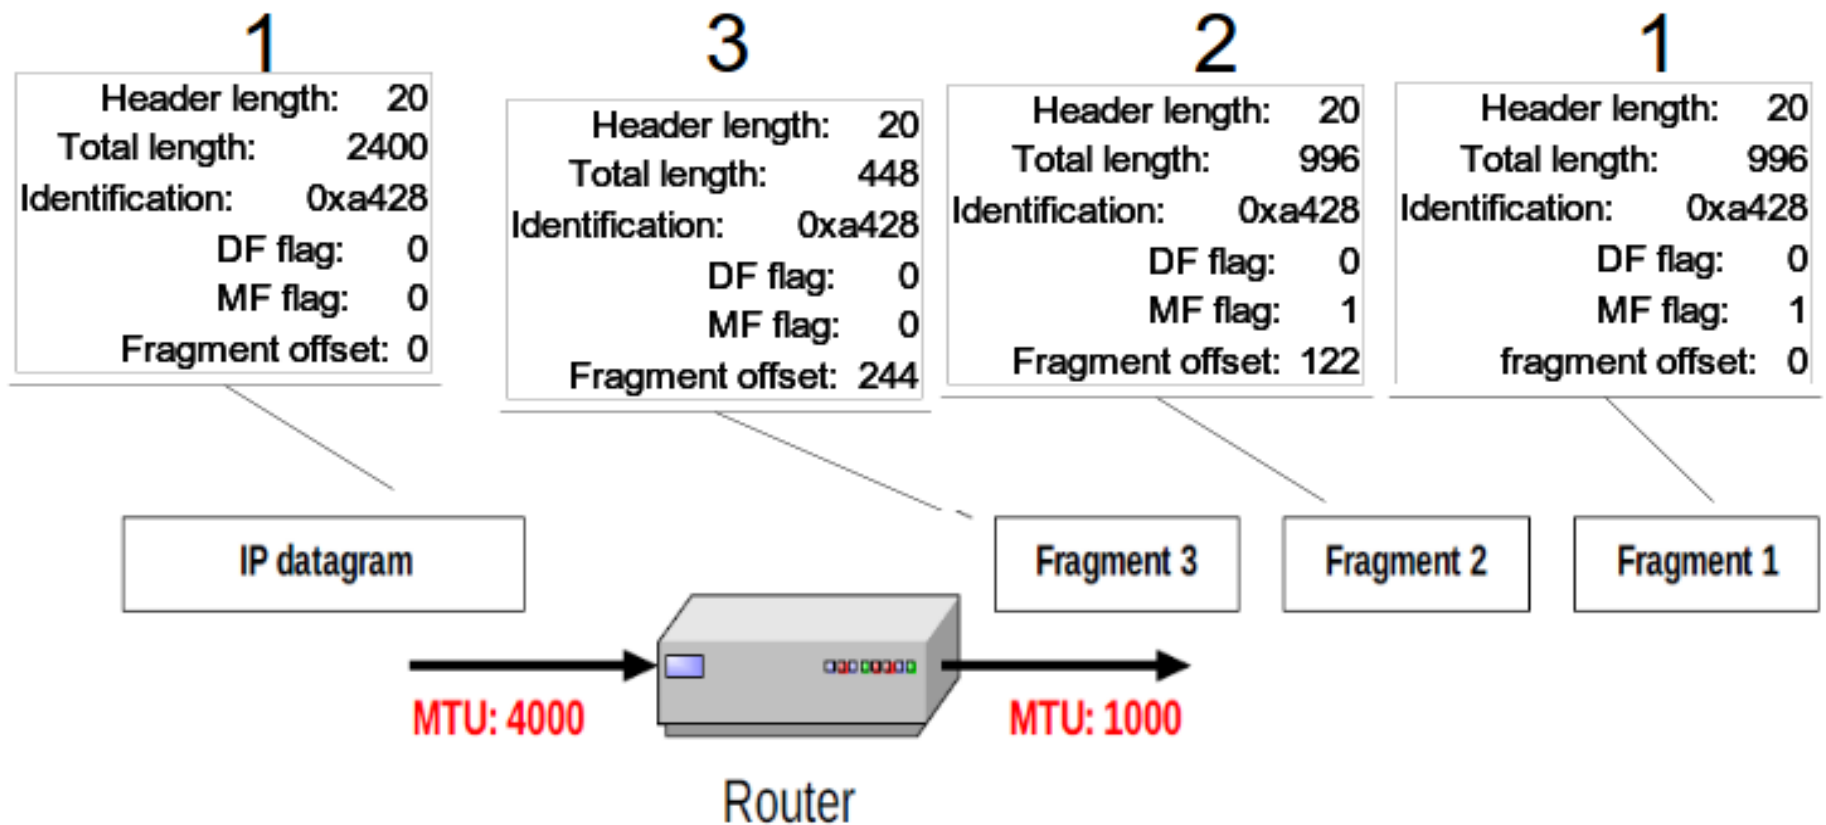 1
Header length: 20
Total length: 2400
Identification: 0xa428
DF flag: 0
MF flag: 0
Fragment offset: 0
3
Header length: 20
Total length: 448
Identification: 0xa428
DF flag: 0
MF flag: 0
Fragment offset: 244
2
Header length: 20
Total length: 996
Identification: 0xa428
DF flag: 0
MF flag: 1
Fragment offset: 122
1
Header length: 20
Total length: 996
Identification: 0xa428
DF flag: 0
MF flag: 1
fragment offset: 0
IP datagram
Fragment 3
Fragment 2
Fragment 1
MTU: 4000
MTU: 1000
Router